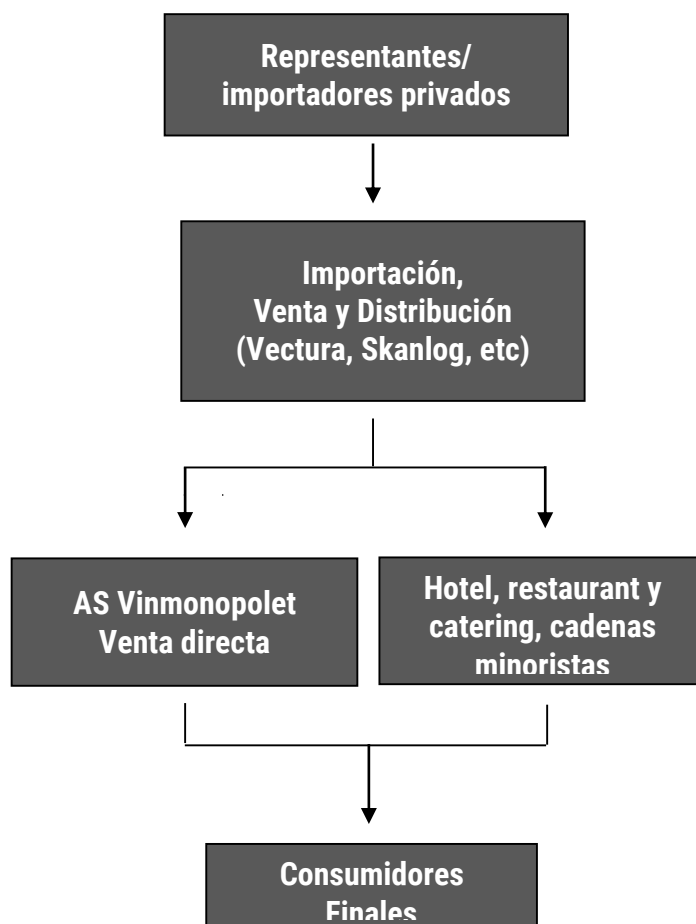 Representantes/
importadores privados
Importación,
Venta y Distribución
(Vectura, Skanlog, etc)
AS Vinmonopolet
Venta directa
Hotel, restaurant y
catering, cadenas
minoristas
Consumidores
Finales